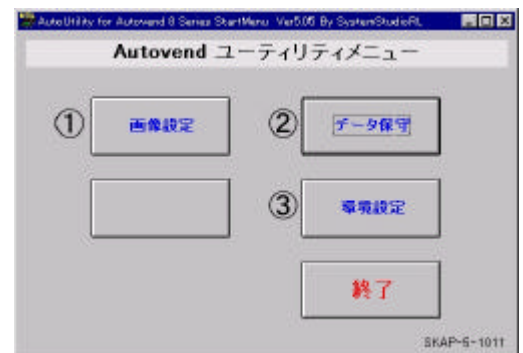 AutoUtility for Autovend 8 Series StartMenu Ver5.05 By SystemStudioRL
Autovend ユーティリティメニュー
① 画像設定 ② データ保守
③ 環境設定
終了
SKAP-5-1011